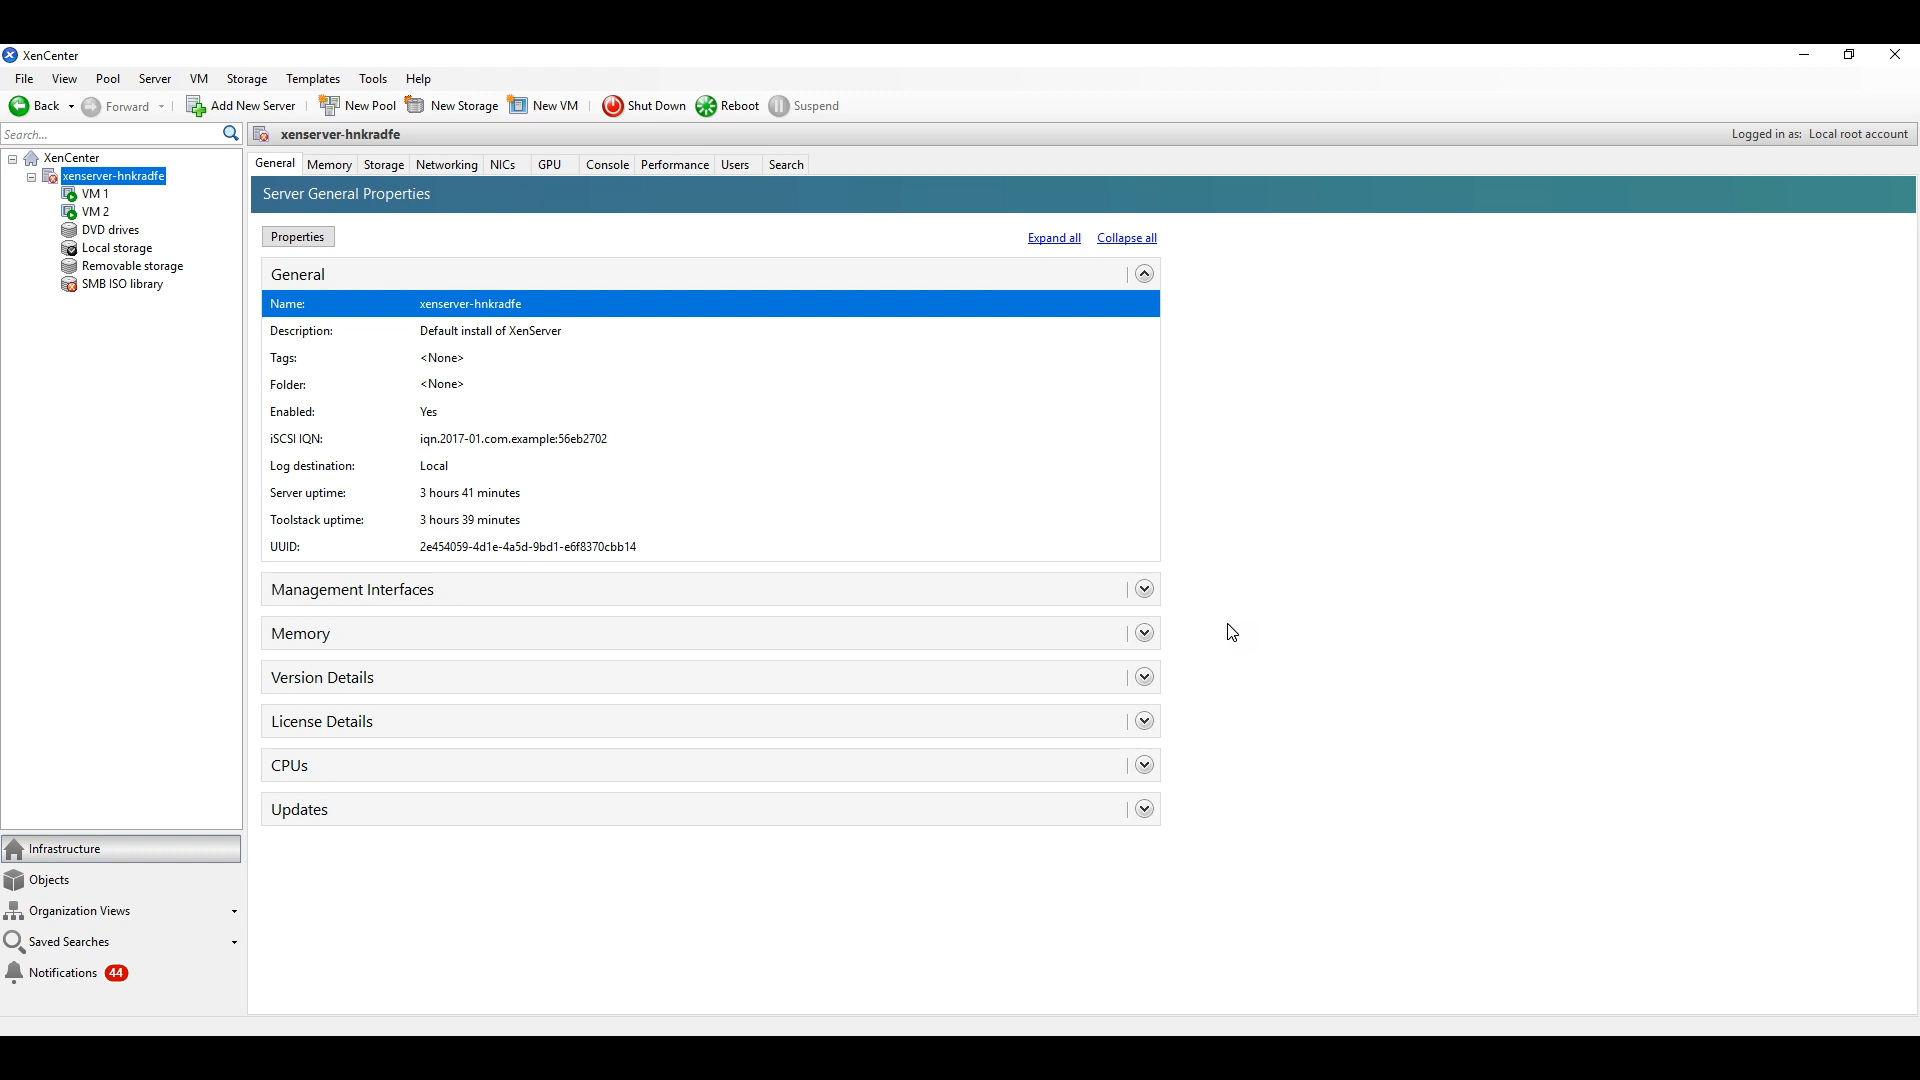 XenCenter
File View Pool Server VM Storage Templates Tools Help
Back Forward Add New Server New Pool New Storage New VM Shut Down Reboot Suspend
Search...
xenserver-hnkradfe
Logged in as: Local root account
XenCenter
xenserver-hnkradfe
VM 1
VM 2
DVD drives
Local storage
Removable storage
SMB ISO library
General Memory Storage Networking NICs GPU Console Performance Users Search
Server General Properties
Properties
Expand all Collapse all
General
Name: xenserver-hnkradfe
Description: Default install of XenServer
Tags: <None>
Folder: <None>
Enabled: Yes
iSCSI IQN: iqn.2017-01.com.example:56eb2702
Log destination: Local
Server uptime: 3 hours 41 minutes
Toolstack uptime: 3 hours 39 minutes
UUID: 2e454059-4d1e-4a5d-9bd1-e6f8370cbb14
Management Interfaces
Memory
Version Details
License Details
CPUs
Updates
Infrastructure
Objects
Organization Views
Saved Searches
Notifications 44